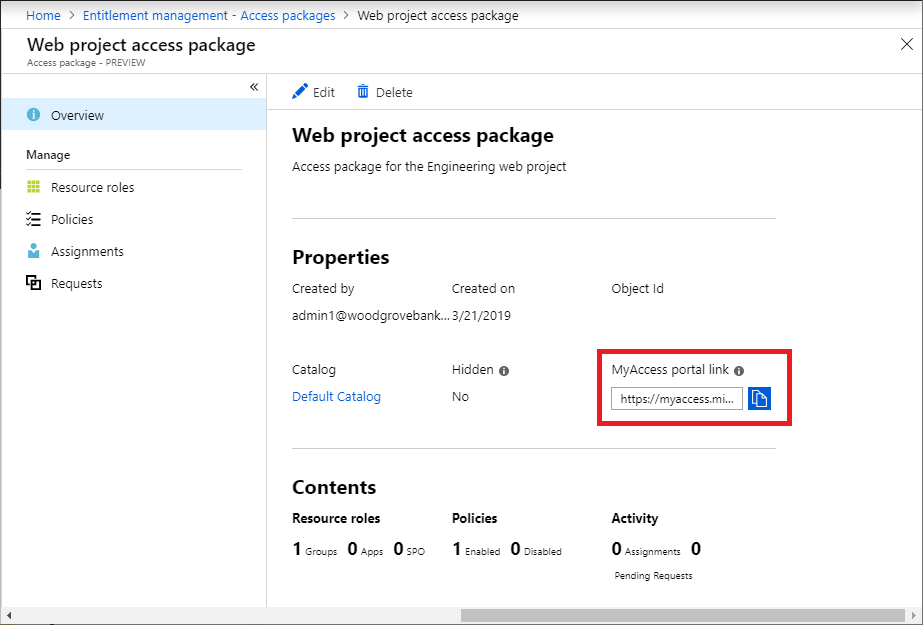 Home > Entitlement management - Access packages > Web project access package
Web project access package
Access package - PREVIEW
«
Overview
Manage
Resource roles
Policies
Assignments
Requests
Edit Delete
Web project access package
Access package for the Engineering web project
Properties
Created by Created on Object Id
admin1@woodgrovebank... 3/21/2019
Catalog Hidden MyAccess portal link
Default Catalog No https://myaccess.mi...
Contents
Resource roles Policies Activity
1 Groups 0 Apps 0 SPO 1 Enabled 0 Disabled 0 Assignments 0
Pending Requests